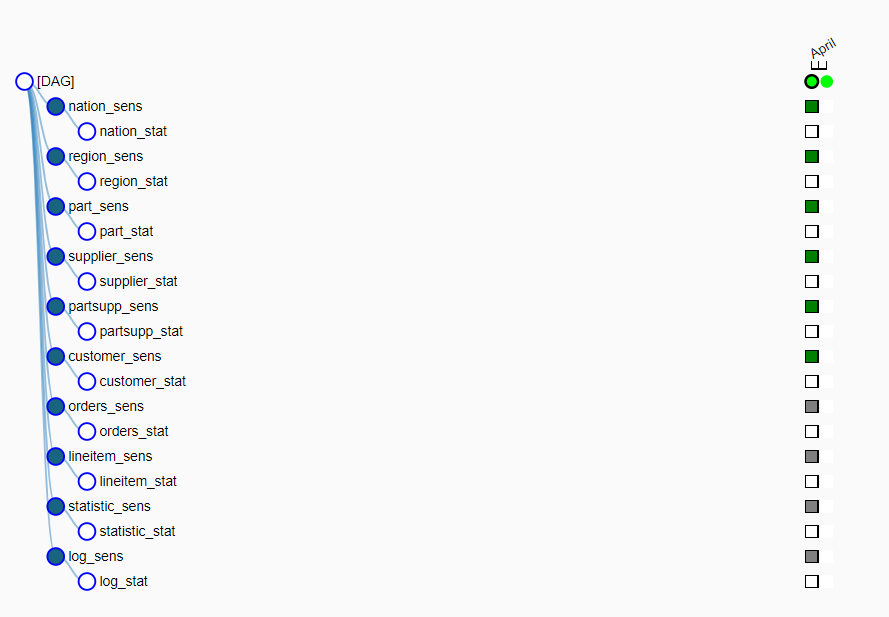 April
[DAG]
nation_sens
nation_stat
region_sens
region_stat
part_sens
part_stat
supplier_sens
supplier_stat
partsupp_sens
partsupp_stat
customer_sens
customer_stat
orders_sens
orders_stat
lineitem_sens
lineitem_stat
statistic_sens
statistic_stat
log_sens
log_stat